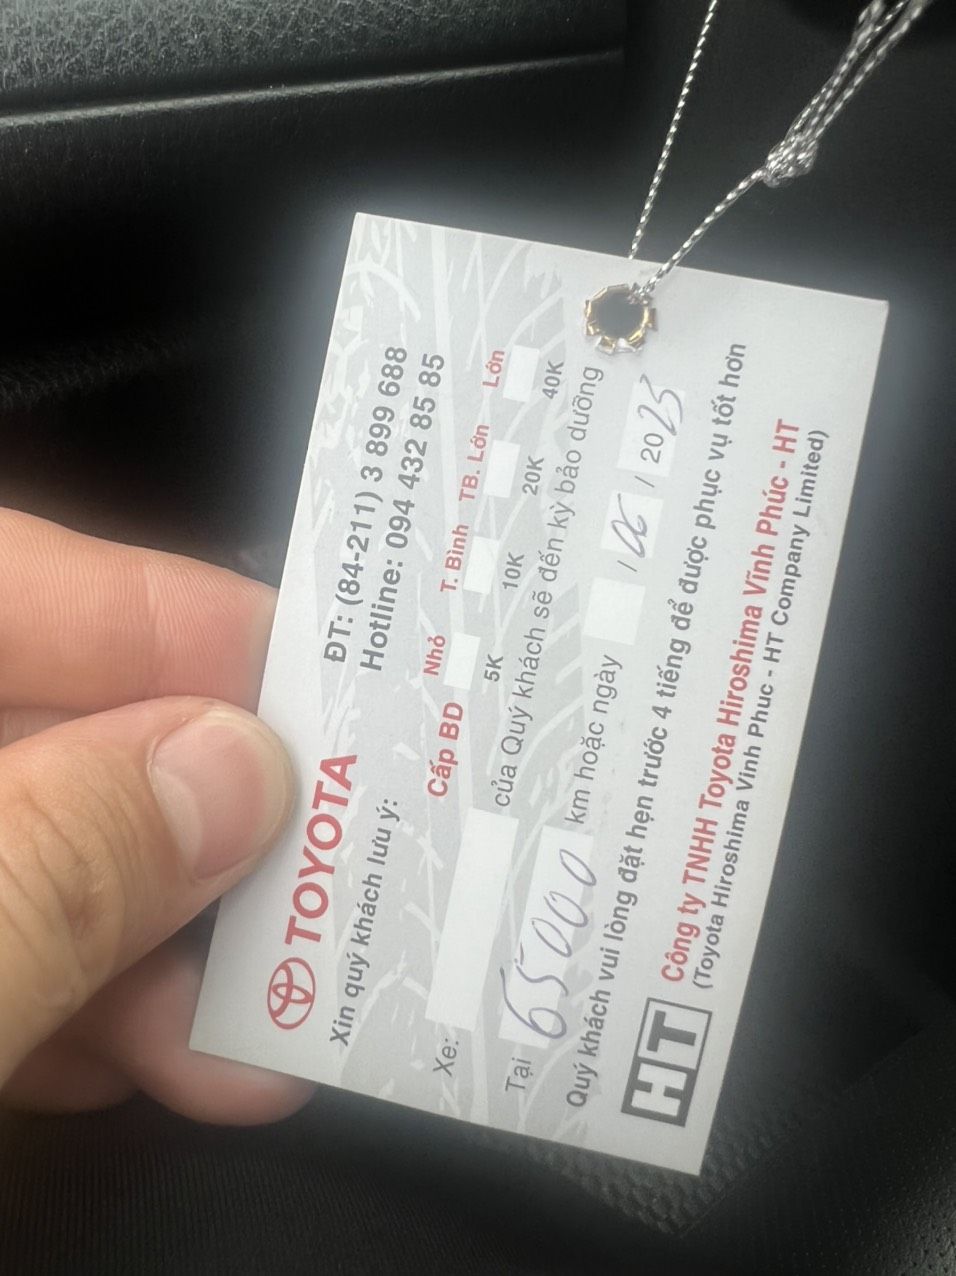 TOYOTA
ĐT: (84-211) 3 899 688
Hotline: 094 432 85 85
Xin quý khách lưu ý:
Cấp BD Nhỏ T. Bình TB. Lớn Lớn
Xe:
5K 10K 20K 40K
của Quý khách sẽ đến kỳ bảo dưỡng
Tại 65000 km hoặc ngày / 06 / 2023
Quý khách vui lòng đặt hẹn trước 4 tiếng để được phục vụ tốt hơn
HT
Công ty TNHH Toyota Hiroshima Vĩnh Phúc - HT
(Toyota Hiroshima Vinh Phuc - HT Company Limited)